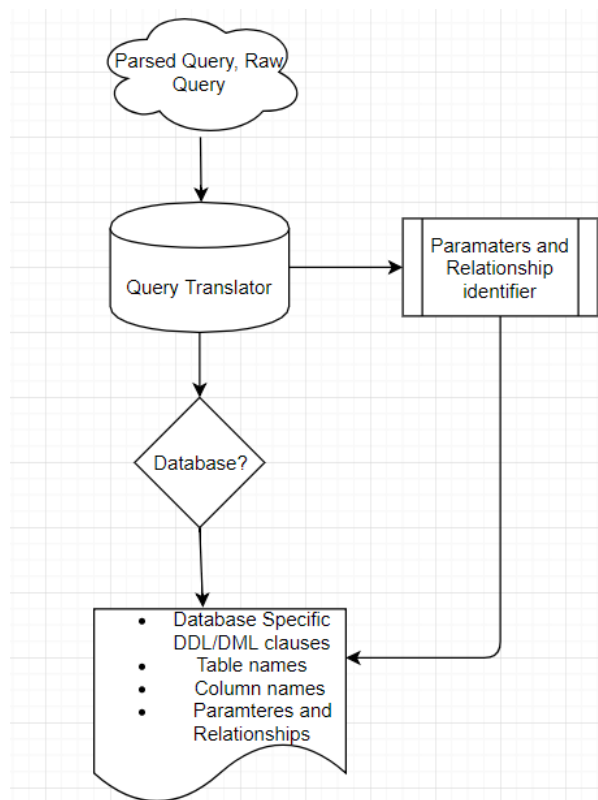 Parsed Query, Raw
Query
Query Translator
Paramaters and
Relationship
identifier
Database?
• Database Specific
DDL/DML clauses
• Table names
• Column names
• Paramteres and
Relationships